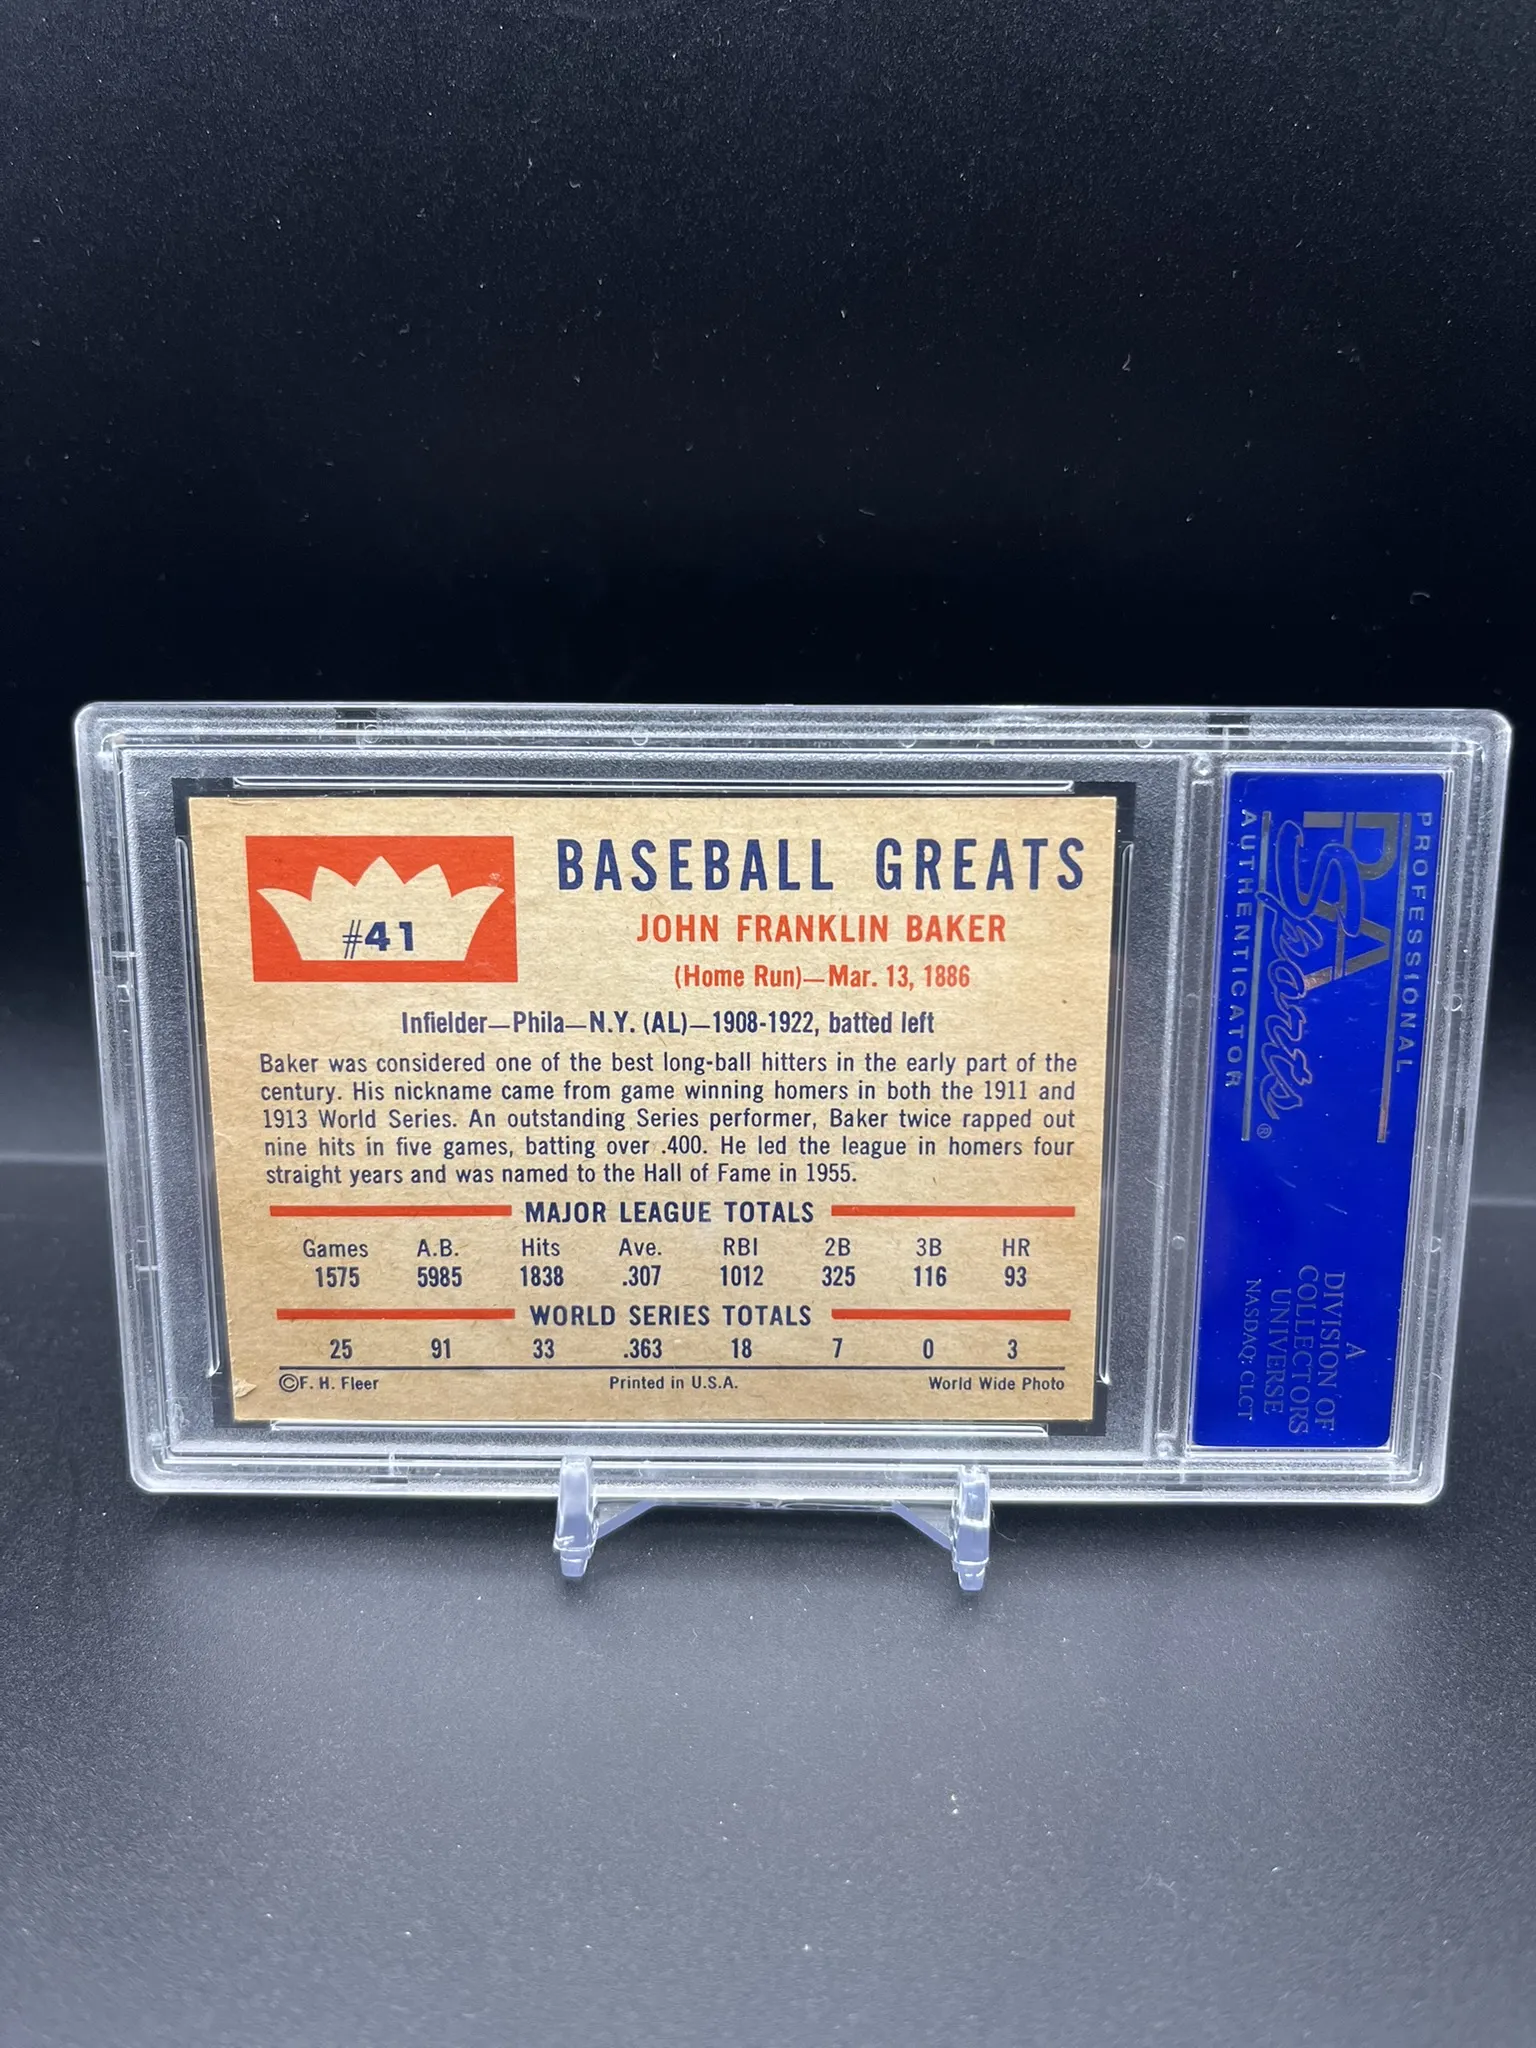 #41
BASEBALL GREATS
JOHN FRANKLIN BAKER
(Home Run)—Mar. 13, 1886
Infielder—Phila—N.Y. (AL)—1908-1922, batted left
Baker was considered one of the best long-ball hitters in the early part of the
century. His nickname came from game winning homers in both the 1911 and
1913 World Series. An outstanding Series performer, Baker twice rapped out
nine hits in five games, batting over .400. He led the league in homers four
straight years and was named to the Hall of Fame in 1955.
MAJOR LEAGUE TOTALS
Games A.B. Hits Ave. RBI 2B 3B HR
1575 5985 1838 .307 1012 325 116 93
WORLD SERIES TOTALS
25 91 33 .363 18 7 0 3
©F. H. Fleer Printed in U.S.A. World Wide Photo
PROFESSIONAL
PSA
Sports®
AUTHENTICATOR
A
DIVISION OF
COLLECTORS
UNIVERSE
NASDAQ: CLCT